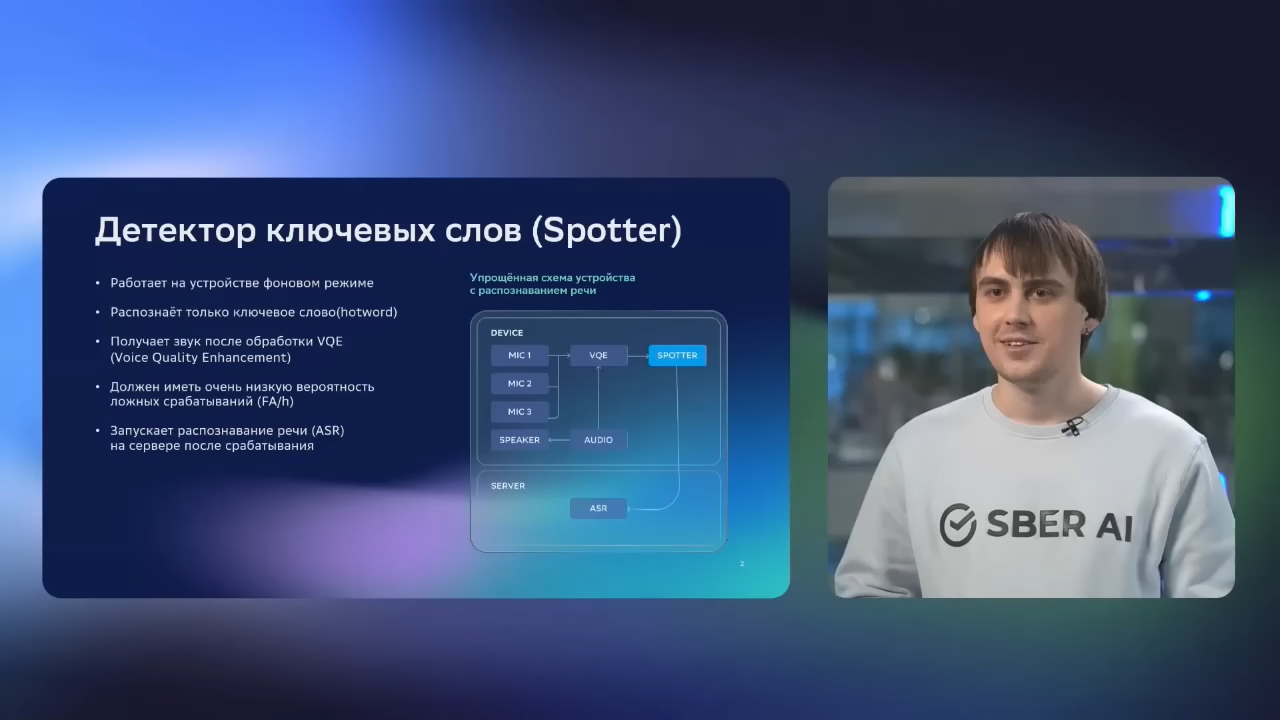 Детектор ключевых слов (Spotter)
• Работает на устройстве фоновом режиме
• Распознаёт только ключевое слово(hotword)
• Получает звук после обработки VQE
(Voice Quality Enhancement)
• Должен иметь очень низкую вероятность
ложных срабатываний (FA/h)
• Запускает распознавание речи (ASR)
на сервере после срабатывания
Упрощённая схема устройства
с распознаванием речи
DEVICE
MIC 1
VQE
SPOTTER
MIC 2
MIC 3
SPEAKER
AUDIO
SERVER
ASR
2
SBER AI